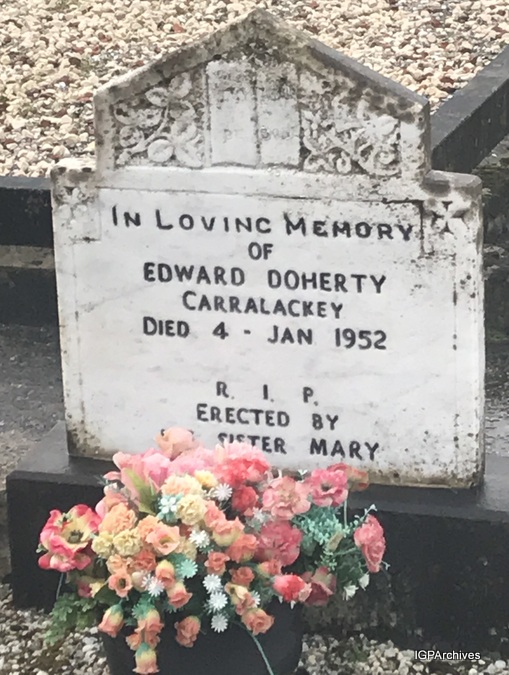 IN LOVING MEMORY
OF
EDWARD DOHERTY
CARRALACKEY
DIED 4 - JAN 1952
R. I. P.
ERECTED BY
SISTER MARY
IGPArchives